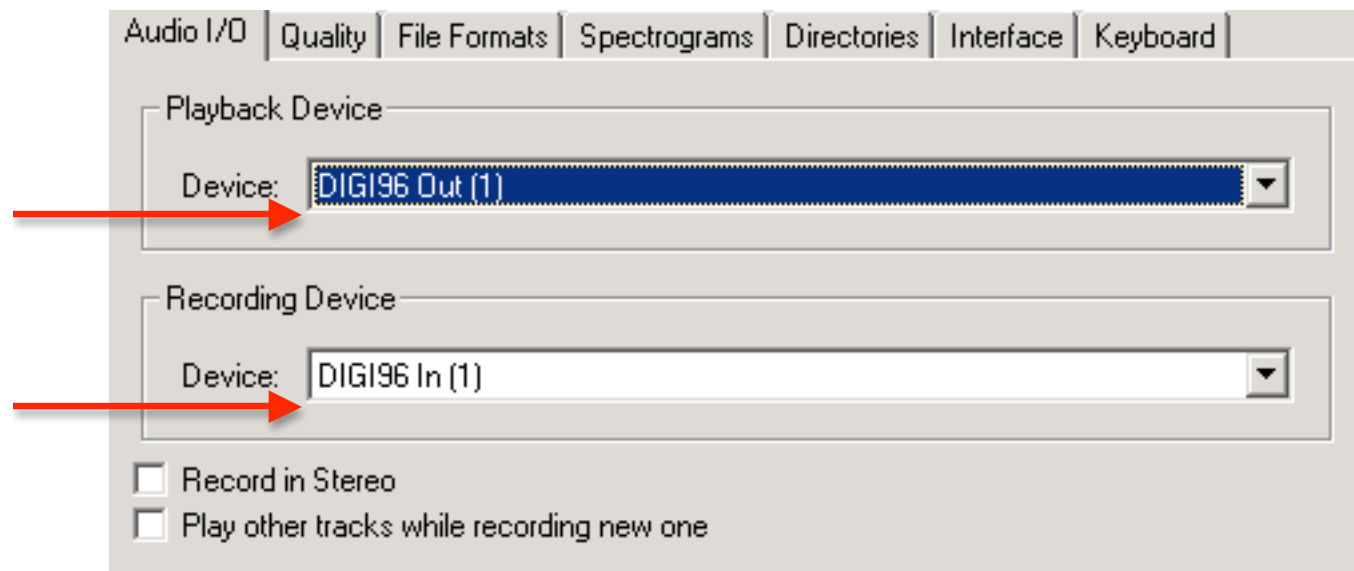 Audio I/O Quality File Formats Spectrograms Directories Interface Keyboard
Playback Device
Device: DIGI96 Out (1)
Recording Device
Device: DIGI96 In (1)
Record in Stereo
Play other tracks while recording new one